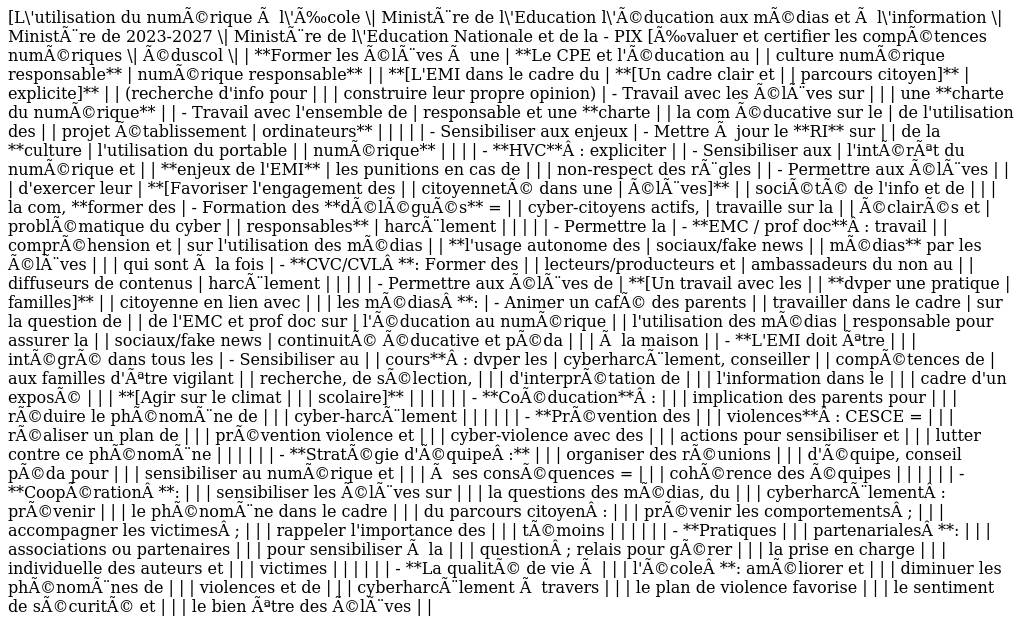 [L\'utilisation du numÃ©rique Ã  l\'Ã‰cole \| MinistÃ¨re de l\'Education l\'Ã©ducation aux mÃ©dias et Ã  l\'information \|
MinistÃ¨re de 2023-2027 \| MinistÃ¨re de l\'Education Nationale et de la - PIX [Ã‰valuer et certifier les compÃ©tences
numÃ©riques \| Ã©duscol \| | **Former les Ã©lÃ¨ves Ã  une | **Le CPE et l'Ã©ducation au | | culture numÃ©rique
responsable** | numÃ©rique responsable** | | **[L'EMI dans le cadre du | **[Un cadre clair et | | parcours citoyen]** |
explicite]** | | (recherche d'info pour | | | construire leur propre opinion) | - Travail avec les Ã©lÃ¨ves sur | | | une **charte
du numÃ©rique** | | - Travail avec l'ensemble de | responsable et une **charte | | la com Ã©ducative sur le | de l'utilisation
des | | projet Ã©tablissement | ordinateurs** | | | | | - Sensibiliser aux enjeux | - Mettre Ã  jour le **RI** sur | | de la
**culture | l'utilisation du portable | | numÃ©rique** | | | | - **HVC**Â : expliciter | | - Sensibiliser aux | l'intÃ©rÃªt du
numÃ©rique et | | **enjeux de l'EMI** | les punitions en cas de | | | non-respect des rÃ¨gles | | - Permettre aux Ã©lÃ¨ves | |
| d'exercer leur | **[Favoriser l'engagement des | | citoyennetÃ© dans une | Ã©lÃ¨ves]** | | sociÃ©tÃ© de l'info et de | | |
la com, **former des | - Formation des **dÃ©lÃ©guÃ©s** = | | cyber-citoyens actifs, | travaille sur la | | Ã©clairÃ©s et |
problÃ©matique du cyber | | responsables** | harcÃ¨lement | | | | | - Permettre la | - **EMC / prof doc**Â : travail | |
comprÃ©hension et | sur l'utilisation des mÃ©dias | | **l'usage autonome des | sociaux/fake news | | mÃ©dias** par les
Ã©lÃ¨ves | | | qui sont Ã  la fois | - **CVC/CVLÂ **: Former des | | lecteurs/producteurs et | ambassadeurs du non au | |
diffuseurs de contenus | harcÃ¨lement | | | | | - Permettre aux Ã©lÃ¨ves de | **[Un travail avec les | | **dvper une pratique |
familles]** | | citoyenne en lien avec | | | les mÃ©diasÂ **: | - Animer un cafÃ© des parents | | travailler dans le cadre | sur
la question de | | de l'EMC et prof doc sur | l'Ã©ducation au numÃ©rique | | l'utilisation des mÃ©dias | responsable pour
assurer la | | sociaux/fake news | continuitÃ© Ã©ducative et pÃ©da | | | Ã  la maison | | - **L'EMI doit Ãªtre | | |
intÃ©grÃ© dans tous les | - Sensibiliser au | | cours**Â : dvper les | cyberharcÃ¨lement, conseiller | | compÃ©tences de |
aux familles d'Ãªtre vigilant | | recherche, de sÃ©lection, | | | d'interprÃ©tation de | | | l'information dans le | | | cadre d'un
exposÃ© | | | **[Agir sur le climat | | | scolaire]** | | | | | | - **CoÃ©ducation**Â : | | | implication des parents pour | | |
rÃ©duire le phÃ©nomÃ¨ne de | | | cyber-harcÃ¨lement | | | | | | - **PrÃ©vention des | | | violences**Â : CESCE = | | |
rÃ©aliser un plan de | | | prÃ©vention violence et | | | cyber-violence avec des | | | actions pour sensibiliser et | | |
lutter contre ce phÃ©nomÃ¨ne | | | | | | - **StratÃ©gie d'Ã©quipeÂ :** | | | organiser des rÃ©unions | | | d'Ã©quipe, conseil
pÃ©da pour | | | sensibiliser au numÃ©rique et | | | Ã  ses consÃ©quences = | | | cohÃ©rence des Ã©quipes | | | | | | -
**CoopÃ©rationÂ **: | | | sensibiliser les Ã©lÃ¨ves sur | | | la questions des mÃ©dias, du | | | cyberharcÃ¨lementÂ :
prÃ©venir | | | le phÃ©nomÃ¨ne dans le cadre | | | du parcours citoyenÂ : | | | prÃ©venir les comportementsÂ ; | | |
accompagner les victimesÂ ; | | | rappeler l'importance des | | | tÃ©moins | | | | | | - **Pratiques | | | partenarialesÂ **: | | |
associations ou partenaires | | | pour sensibiliser Ã  la | | | questionÂ ; relais pour gÃ©rer | | | la prise en charge | | |
individuelle des auteurs et | | | victimes | | | | | | - **La qualitÃ© de vie Ã  | | | l'Ã©coleÂ **: amÃ©liorer et | | | diminuer les
phÃ©nomÃ¨nes de | | | violences et de | | | cyberharcÃ¨lement Ã  travers | | | le plan de violence favorise | | | le sentiment
de sÃ©curitÃ© et | | | le bien Ãªtre des Ã©lÃ¨ves | |